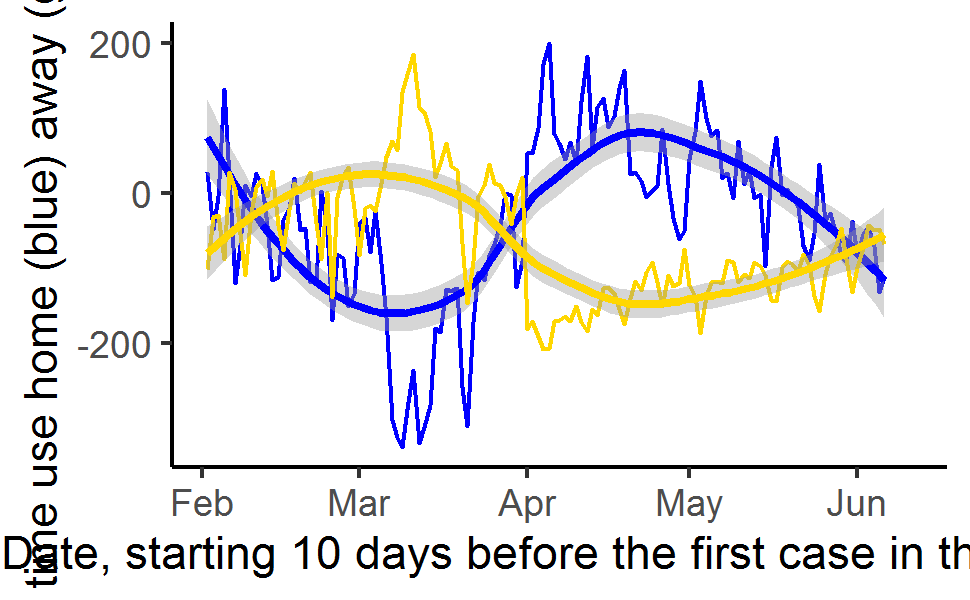 time use home (blue) away (
200
0
-200
Feb Mar Apr May Jun
Date, starting 10 days before the first case in th